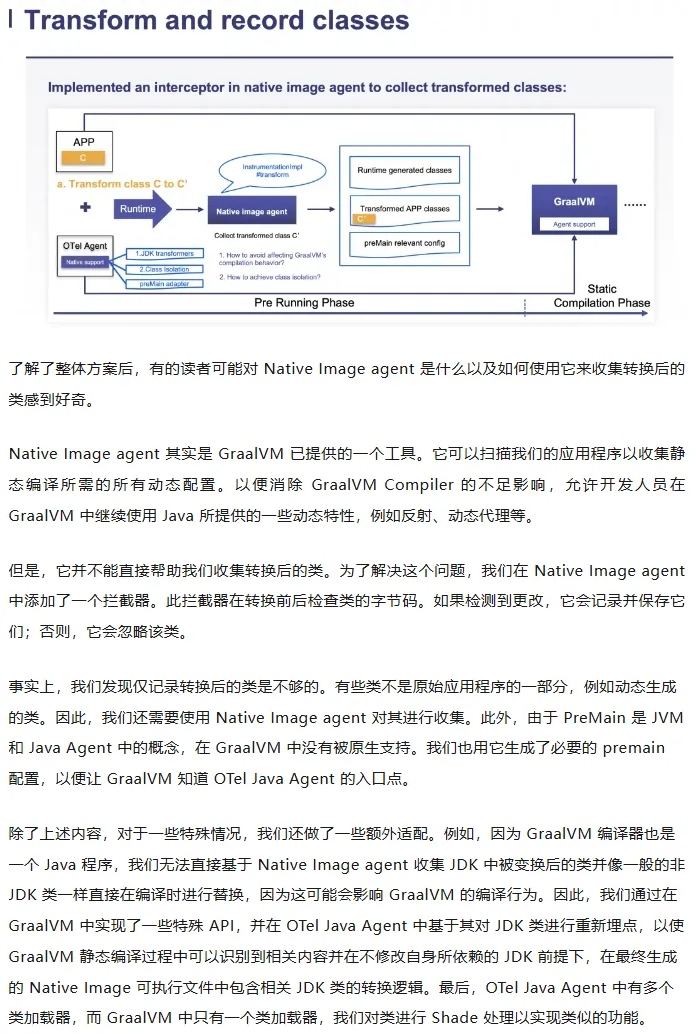 Transform and record classes
Implemented an interceptor in native image agent to collect transformed classes:
APP
C
a. Transform class C to C'
Runtime
InstrumentationImpl
#transform
Native image agent
Collect transformed class C'
1. How to avoid affecting GraalVM's
compilation behavior?
2. How to achieve class isolation?
OTel Agent
Native support
1.JDK transformers
2.Class Isolation
preMain adapter
Runtime generated classes
Transformed APP classes
C'
preMain relevant config
GraalVM
Agent support
......
Pre Running Phase
Static
Compilation Phase
了解了整体方案后，有的读者可能对 Native Image agent 是什么以及如何使用它来收集转换后的
类感到好奇。
Native Image agent 其实是 GraalVM 已提供的一个工具。它可以扫描我们的应用程序以收集静
态编译所需的所有动态配置。以便消除 GraalVM Compiler 的不足影响，允许开发人员在
GraalVM 中继续使用 Java 所提供的一些动态特性，例如反射、动态代理等。
但是，它并不能直接帮助我们收集转换后的类。为了解决这个问题，我们在 Native Image agent
中添加了一个拦截器。此拦截器在转换前后检查类的字节码。如果检测到更改，它会记录并保存它
们；否则，它会忽略该类。
事实上，我们发现仅记录转换后的类是不够的。有些类不是原始应用程序的一部分，例如动态生成
的类。因此，我们还需要使用 Native Image agent 对其进行收集。此外，由于 PreMain 是 JVM
和 Java Agent 中的概念，在 GraalVM 中没有被原生支持。我们也用它生成了必要的 premain
配置，以便让 GraalVM 知道 OTel Java Agent 的入口点。
除了上述内容，对于一些特殊情况，我们还做了一些额外适配。例如，因为 GraalVM 编译器也是
一个 Java 程序，我们无法直接基于 Native Image agent 收集 JDK 中被变换后的类并像一般的非
JDK 类一样直接在编译时进行替换，因为这可能会影响 GraalVM 的编译行为。因此，我们通过在
GraalVM 中实现了一些特殊 API，并在 OTel Java Agent 中基于其对 JDK 类进行重新埋点，以使
GraalVM 静态编译过程中可以识别到相关内容并在不修改自身所依赖的 JDK 前提下，在最终生成
的 Native Image 可执行文件中包含相关 JDK 类的转换逻辑。最后，OTel Java Agent 中有多个
类加载器，而 GraalVM 中只有一个类加载器，我们对类进行 Shade 处理以实现类似的功能。